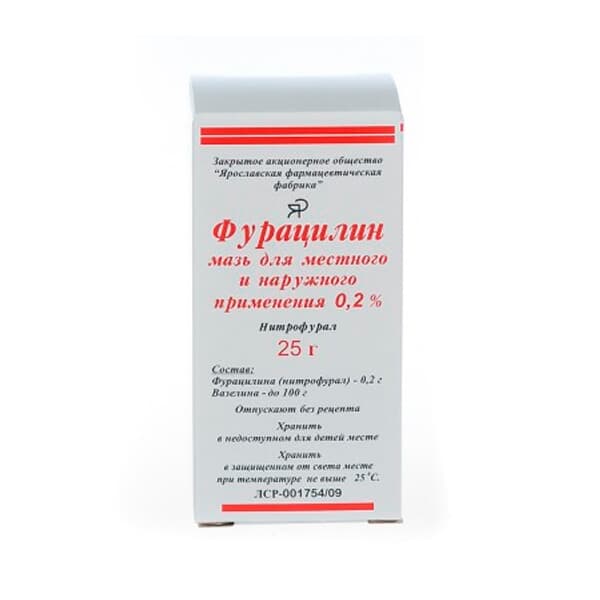 Закрытое акционерное общество
"Ярославская фармацевтическая
фабрика"
ЯР
Фурацилин
мазь для местного
и наружного
применения 0,2 %
Нитрофурал
25 г
Состав:
Фурацилина (нитрофурал) - 0,2 г
Вазелина - до 100 г
Отпускают без рецепта
Хранить
в недоступном для детей месте
Хранить
в защищенном от света месте
при температуре не выше 25°С.
ЛСР-001754/09